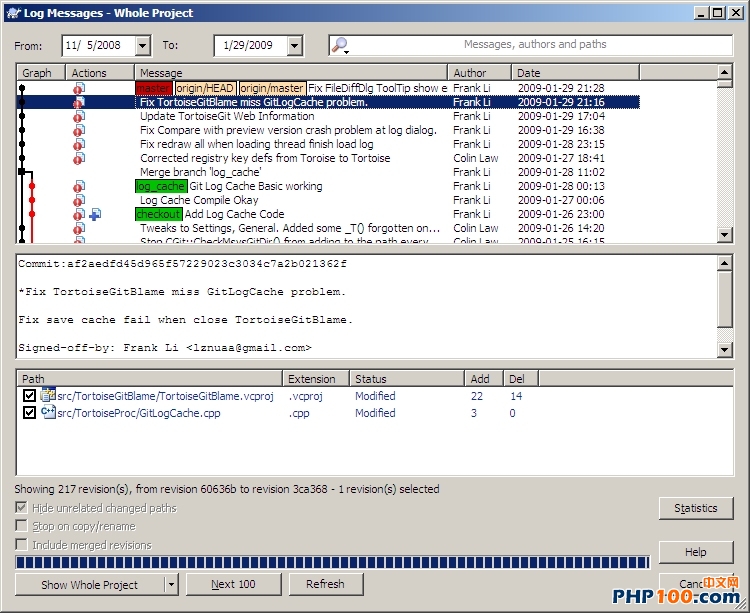 Log Messages - Whole Project
From: 11/ 5/2008 To: 1/29/2009 Messages, authors and paths
Graph Actions Message Author Date
master origin/HEAD origin/master Fix FileDiffDlg ToolTip show e Frank Li 2009-01-29 21:28
Fix TortoiseGitBlame miss GitLogCache problem. Frank Li 2009-01-29 21:16
Update TortoiseGit Web Information Frank Li 2009-01-29 17:04
Fix Compare with preview version crash problem at log dialog. Frank Li 2009-01-29 16:38
Fix redraw all when loading thread finish load log Frank Li 2009-01-28 23:15
Corrected registry key defs from Toroise to Tortoise Colin Law 2009-01-27 18:41
Merge branch 'log_cache' Frank Li 2009-01-28 11:02
log_cache Git Log Cache Basic working Frank Li 2009-01-28 00:13
Log Cache Compile Okay Frank Li 2009-01-27 00:06
checkout Add Log Cache Code Frank Li 2009-01-26 23:00
Tweaks to Settings, General. Added some _T() forgotten on... Colin Law 2009-01-26 14:20
Stop CGit::CheckMsysGitDir() from adding to the path every Colin Law 2009-01-25 16:15
Commit:af2aedfd45d965f57229023c3034c7a2b021362f
*Fix TortoiseGitBlame miss GitLogCache problem.
Fix save cache fail when close TortoiseGitBlame.
Signed-off-by: Frank Li <lznuaa@gmail.com>
Path Extension Status Add Del
src/TortoiseGitBlame/TortoiseGitBlame.vcproj .vcproj Modified 22 14
src/TortoiseProc/GitLogCache.cpp .cpp Modified 3 0
Showing 217 revision(s), from revision 60636b to revision 3ca368 - 1 revision(s) selected
Hide unrelated changed paths
Statistics
Stop on copy/rename
Include merged revisions
Help
Show Whole Project Next 100 Refresh
中文网
PHP100.com